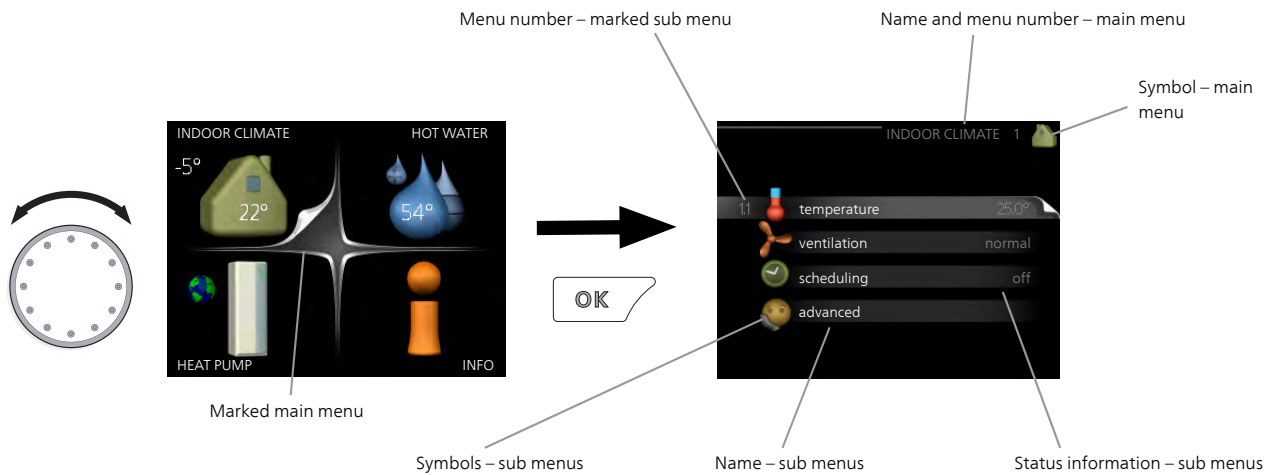 Menu number – marked sub menu
Name and menu number – main menu
Symbol – main
menu
INDOOR CLIMATE
HOT WATER
-5°
22°
54°
HEAT PUMP
INFO
OK
INDOOR CLIMATE 1
1.1 temperature 25.0°
ventilation normal
scheduling off
advanced
Marked main menu
Symbols – sub menus
Name – sub menus
Status information – sub menus